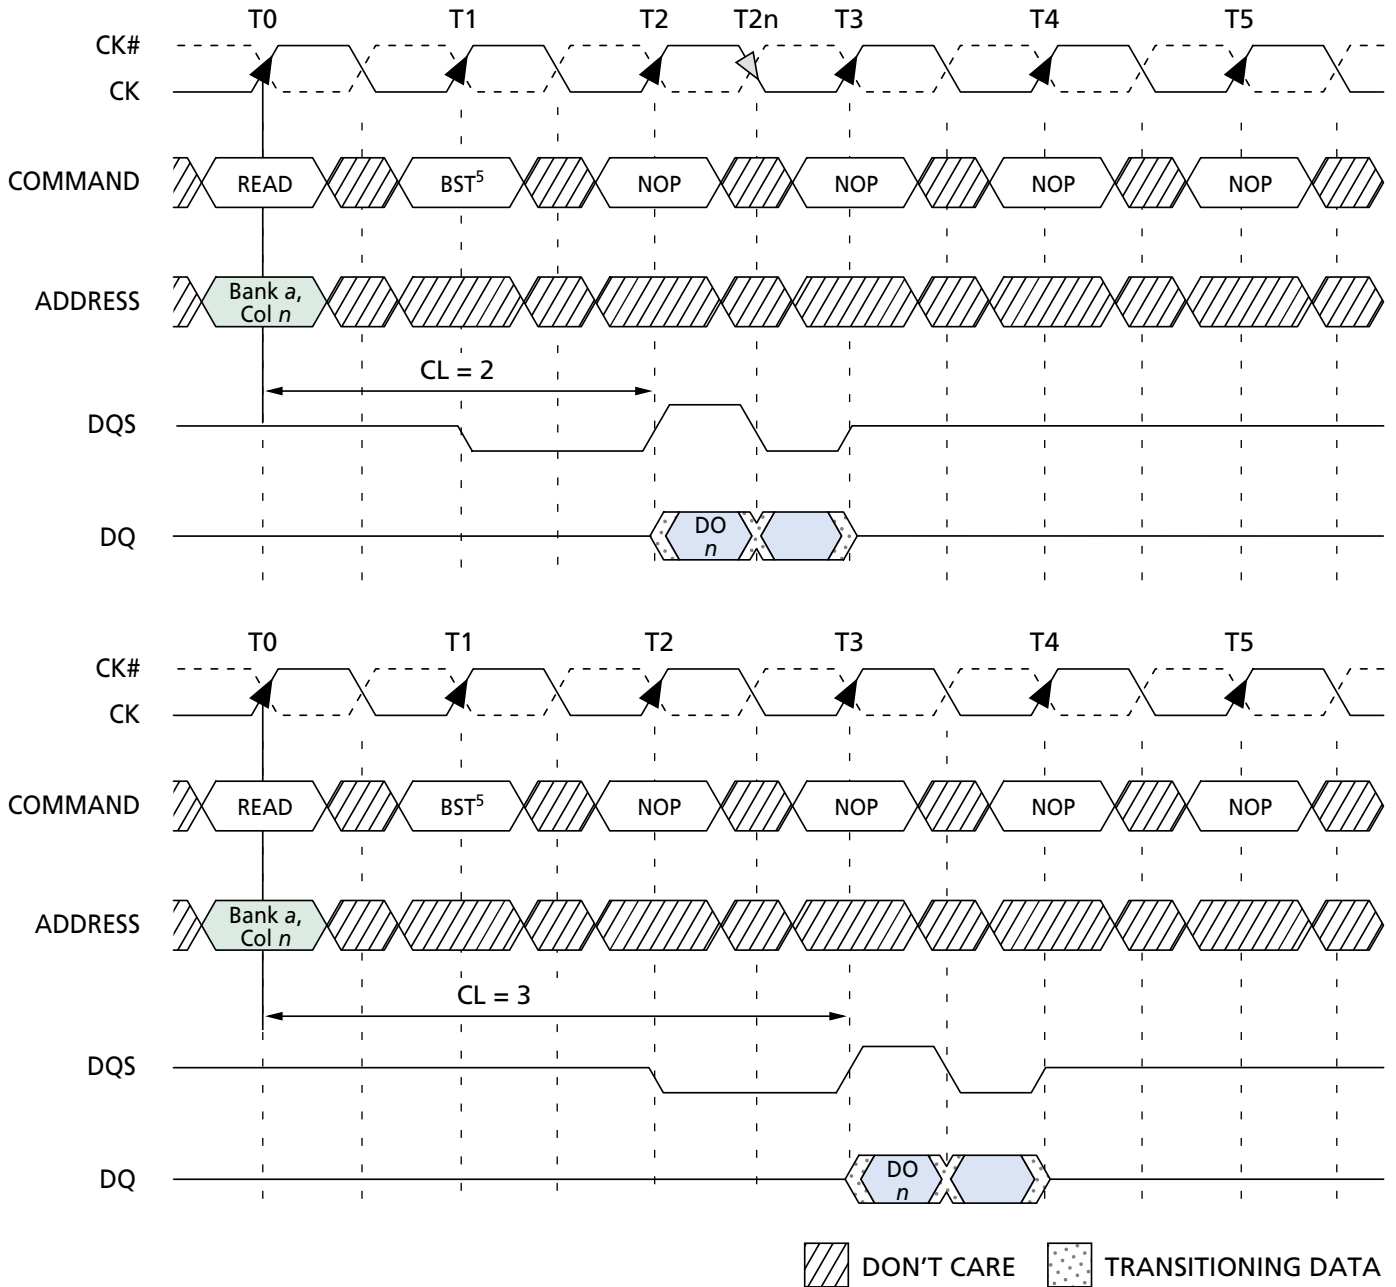 T0 T1 T2 T2n T3 T4 T5
CK#
CK
COMMAND READ BST⁵ NOP NOP NOP NOP
ADDRESS Bank a,
Col n
CL = 2
DQS
DQ DO
n
T0 T1 T2 T3 T4 T5
CK#
CK
COMMAND READ BST⁵ NOP NOP NOP NOP
ADDRESS Bank a,
Col n
CL = 3
DQS
DQ DO
n
DON'T CARE TRANSITIONING DATA